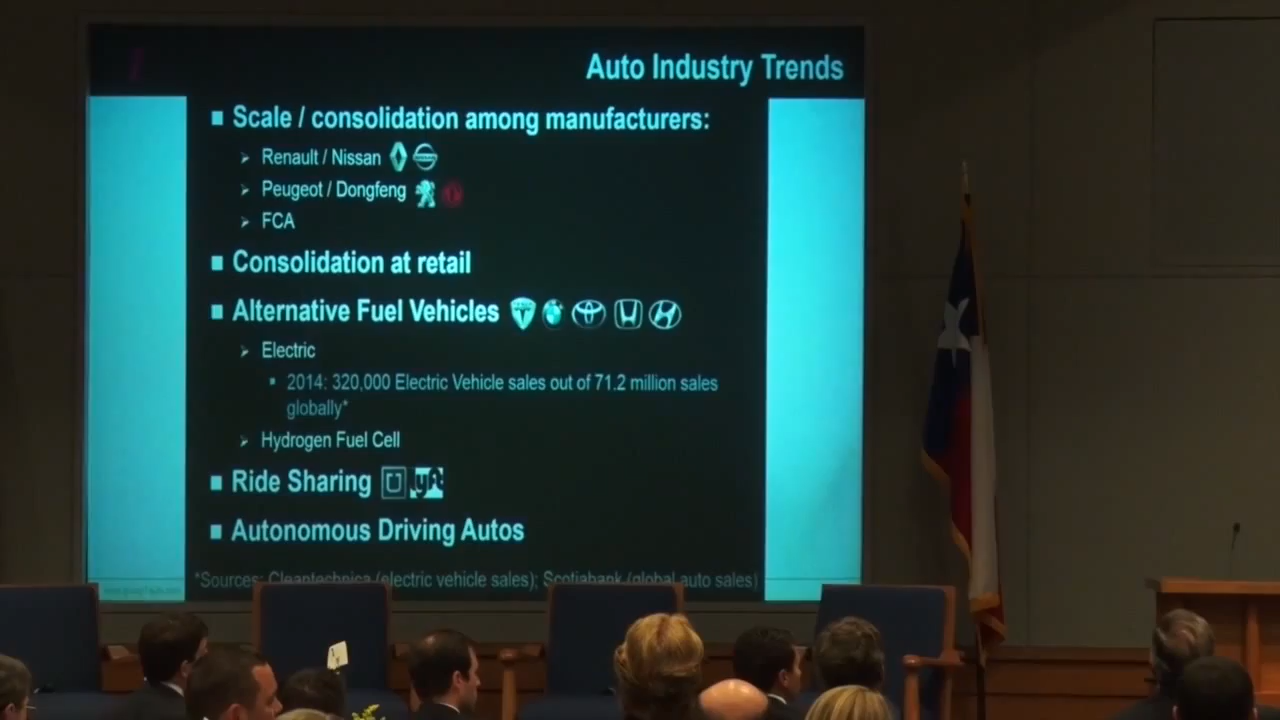 Auto Industry Trends
Scale / consolidation among manufacturers:
Renault / Nissan
Peugeot / Dongfeng
FCA
Consolidation at retail
Alternative Fuel Vehicles
Electric
2014: 320,000 Electric Vehicle sales out of 71.2 million sales
globally*
Hydrogen Fuel Cell
Ride Sharing
lyft
Autonomous Driving Autos
*Sources: Cleantechnica (electric vehicle sales); Scotiabank (global auto sales)